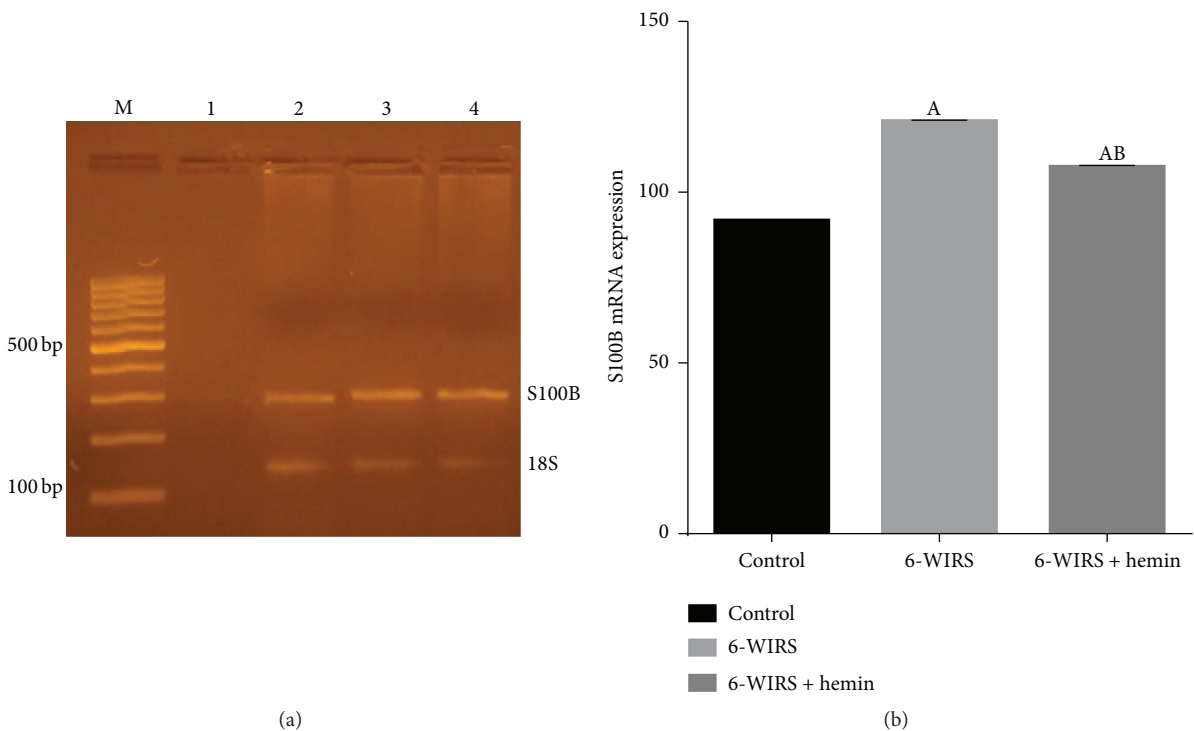 M 1 2 3 4
500 bp
S100B
18S
100 bp
(a)
S100B mRNA expression
150
100
50
0
A
AB
Control 6-WIRS 6-WIRS + hemin
Control
6-WIRS
6-WIRS + hemin
(b)